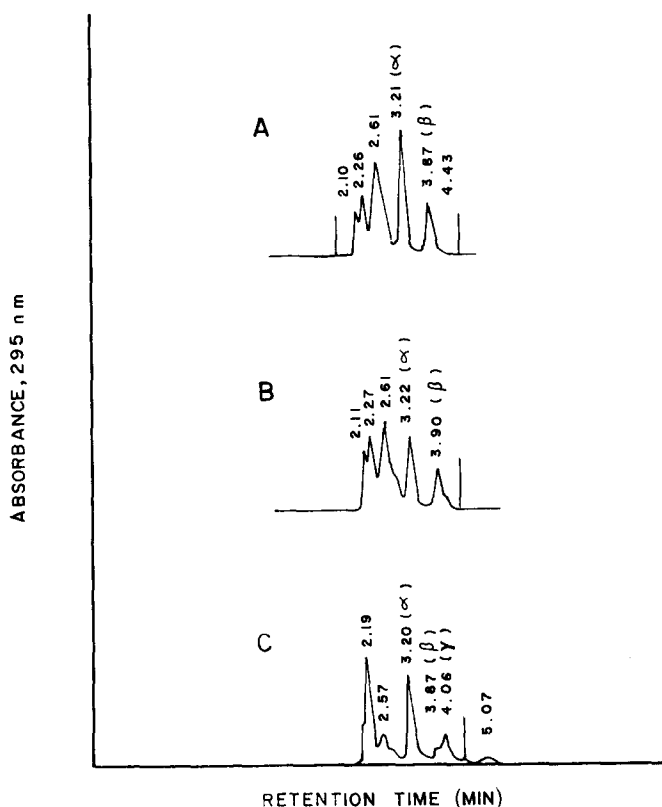 ABSORBANCE, 295 nm
A
2.10
2.26
2.61
3.21 (α)
3.87 (β)
4.43
B
2.11
2.27
2.61
3.22 (α)
3.90 (β)
C
2.19
2.57
3.20 (α)
3.87 (β)
4.06 (γ)
5.07
RETENTION TIME (MIN)